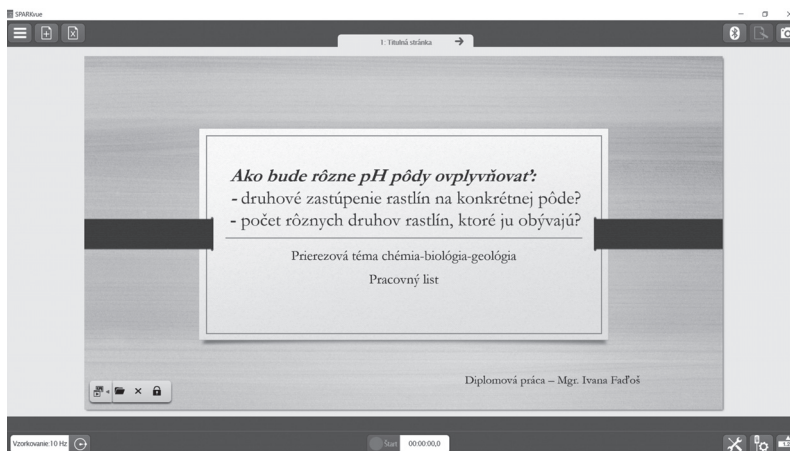 SPARKvue
1: Titulná stránka
Ako bude rôzne pH pôdy ovplyvňovať:
- druhové zastúpenie rastlín na konkrétnej pôde?
- počet rôznych druhov rastlín, ktoré ju obývajú?
Prierezová téma chémia-biológia-geológia
Pracovný list
Diplomová práca – Mgr. Ivana Faďoš
Vzorkovanie: 10 Hz
Štart
00:00:00,0